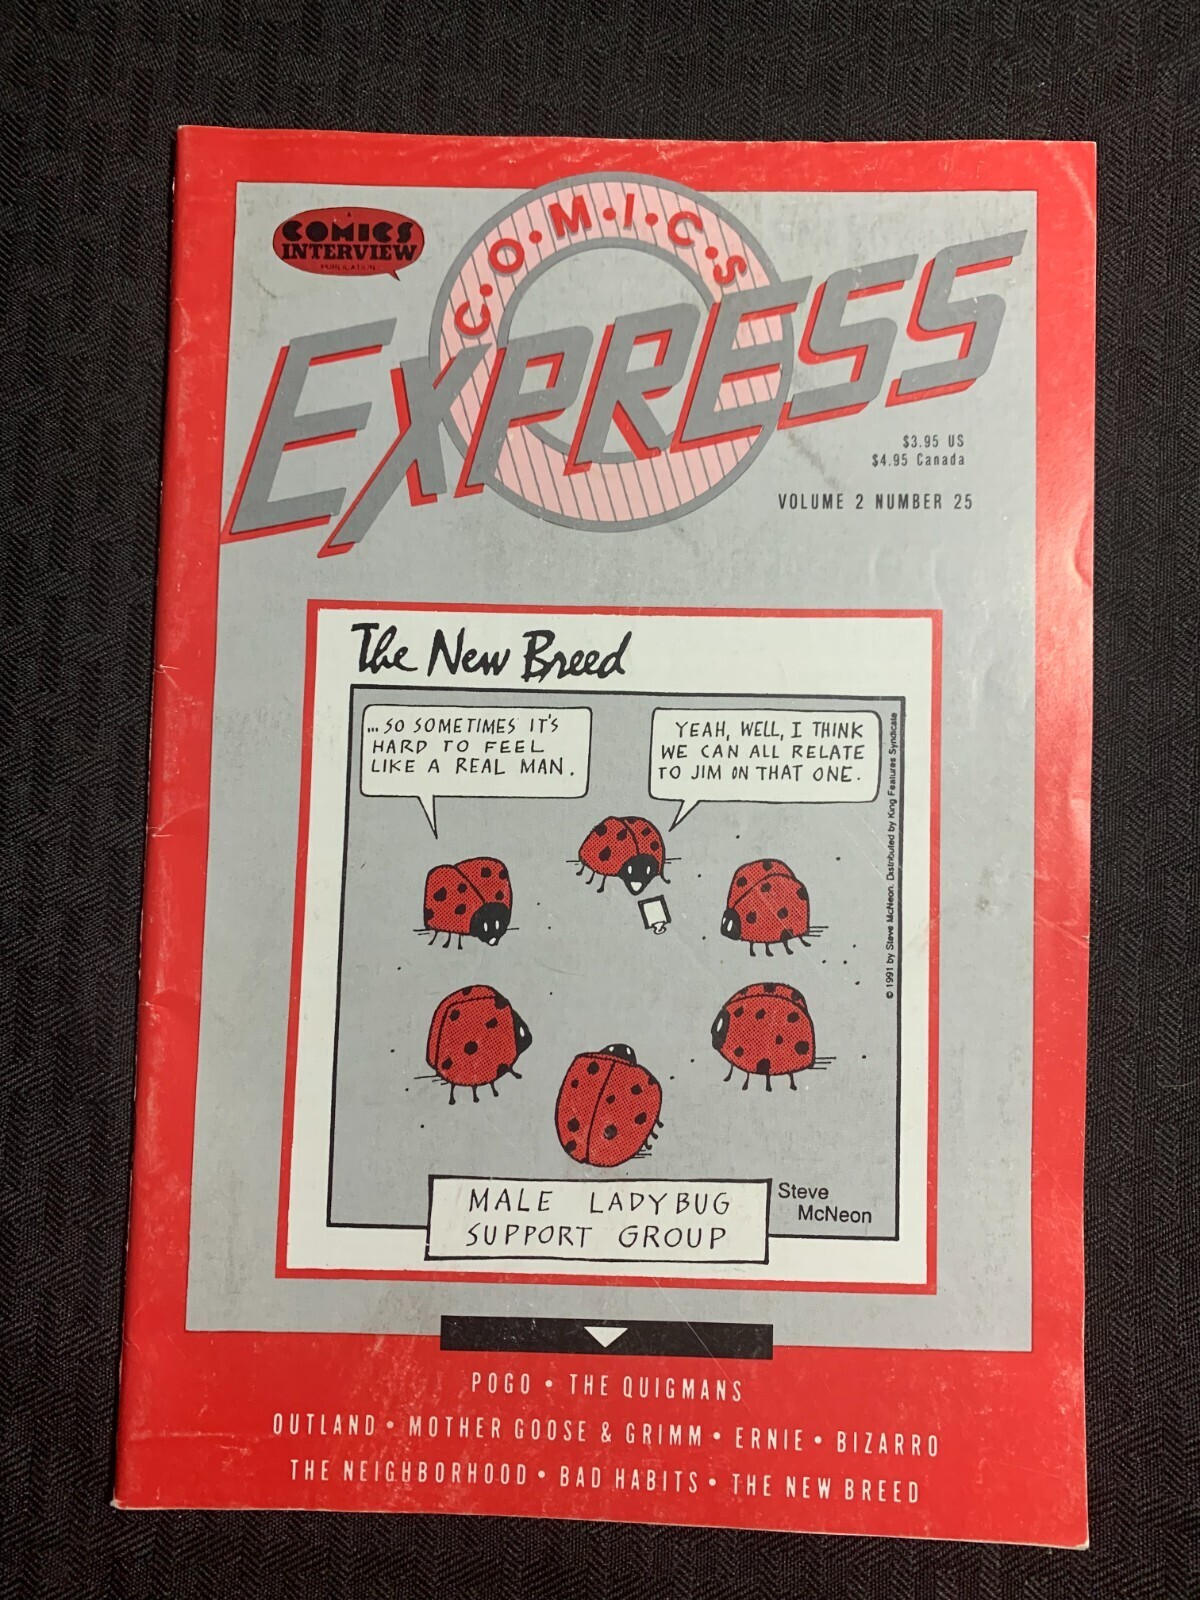 A
COMICS
INTERVIEW
PUBLICATION
C•O•M•I•C•S
EXPRESS
$3.95 US
$4.95 Canada
VOLUME 2 NUMBER 25
The New Breed
...SO SOMETIMES IT'S
HARD TO FEEL
LIKE A REAL MAN.
YEAH, WELL, I THINK
WE CAN ALL RELATE
TO JIM ON THAT ONE.
© 1991 by Steve McNeon. Distributed by King Features Syndicate
MALE LADYBUG
SUPPORT GROUP
Steve
McNeon
POGO • THE QUIGMANS
OUTLAND • MOTHER GOOSE & GRIMM • ERNIE • BIZARRO
THE NEIGHBORHOOD • BAD HABITS • THE NEW BREED